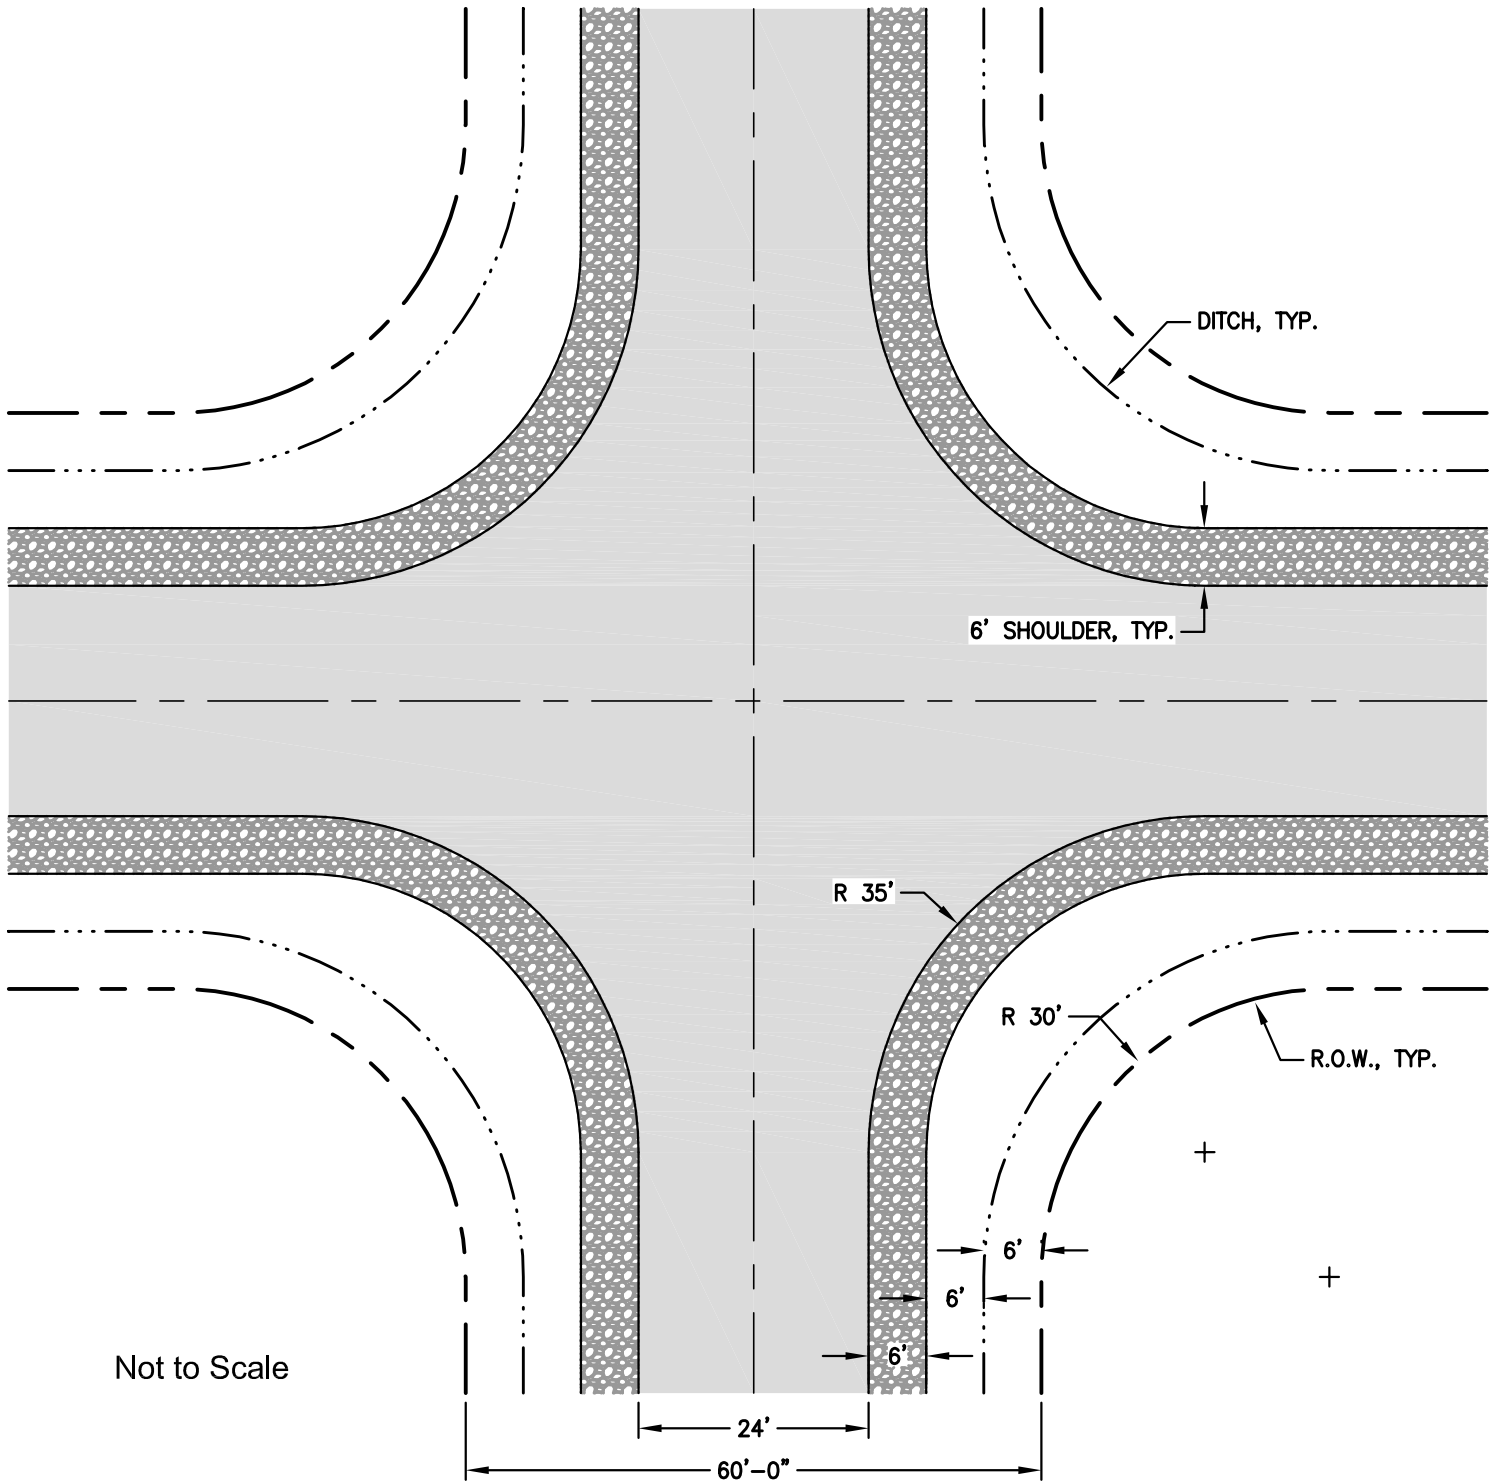 DITCH, TYP.
6' SHOULDER, TYP.
R 35'
R 30'
R.O.W., TYP.
6'
6'
6'
Not to Scale
24'
60'-0"